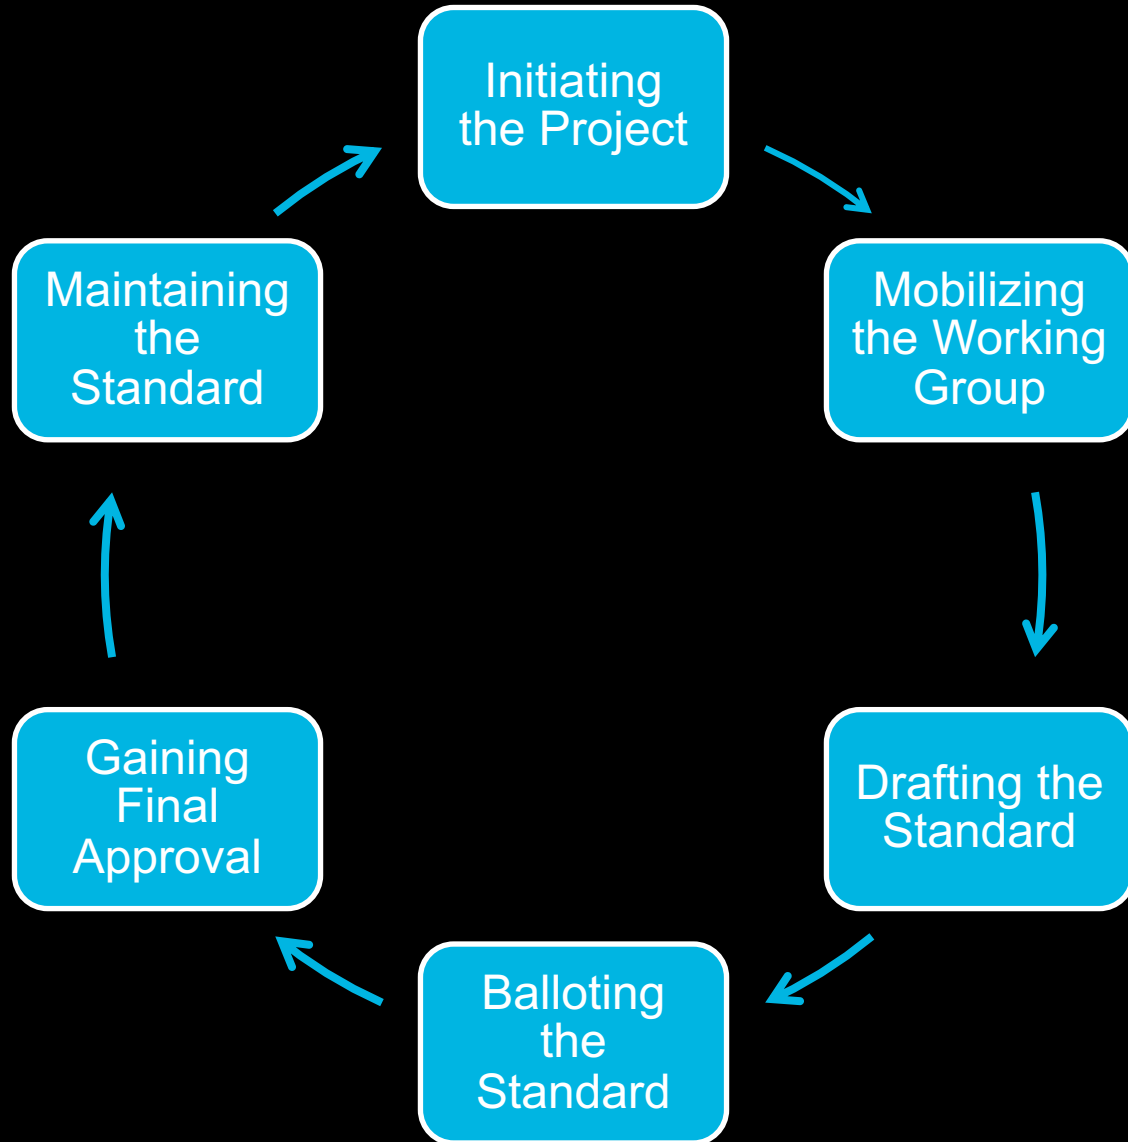 Initiating
the Project
Mobilizing
the Working
Group
Drafting the
Standard
Balloting
the
Standard
Gaining
Final
Approval
Maintaining
the
Standard